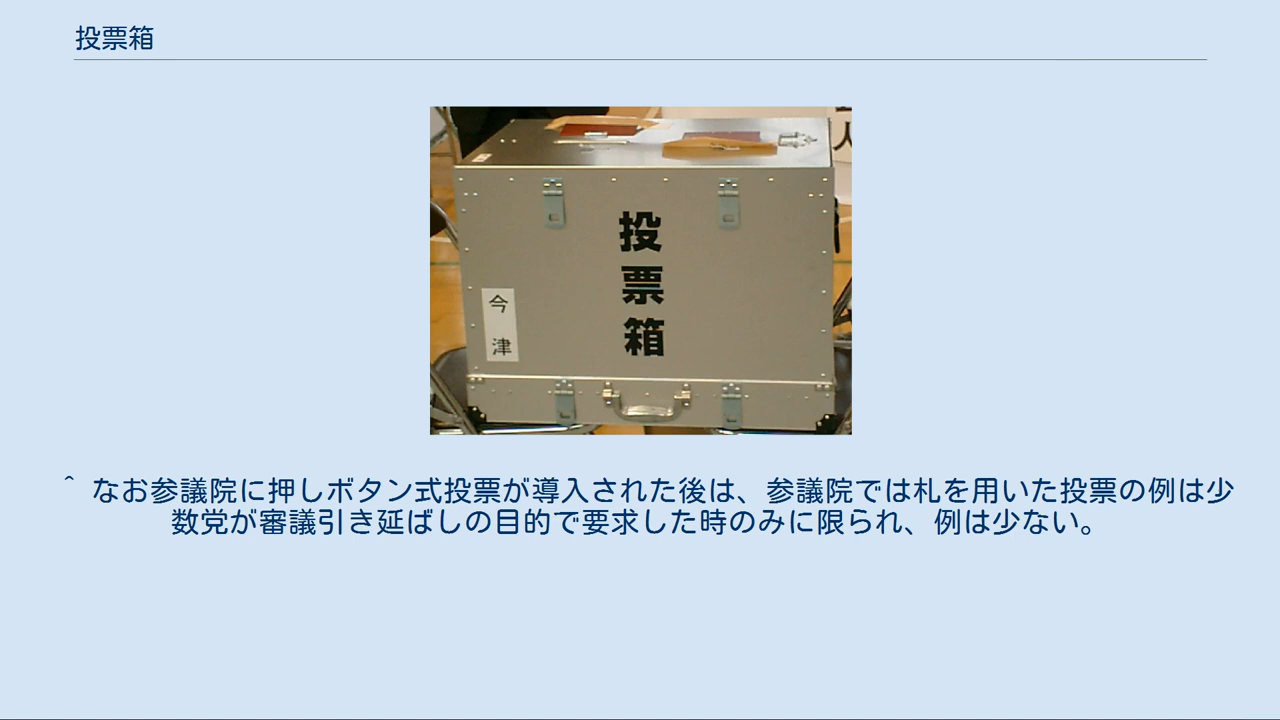 投票箱
投票箱
今津
人
^ なお参議院に押しボタン式投票が導入された後は、参議院では札を用いた投票の例は少
数党が審議引き延ばしの目的で要求した時のみに限られ、例は少ない。